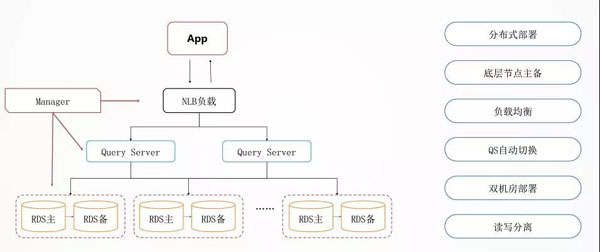 App
Manager
NLB负载
Query Server
Query Server
RDS主
RDS备
RDS主
RDS备
......
RDS主
RDS备
分布式部署
底层节点主备
负载均衡
QS自动切换
双机房部署
读写分离